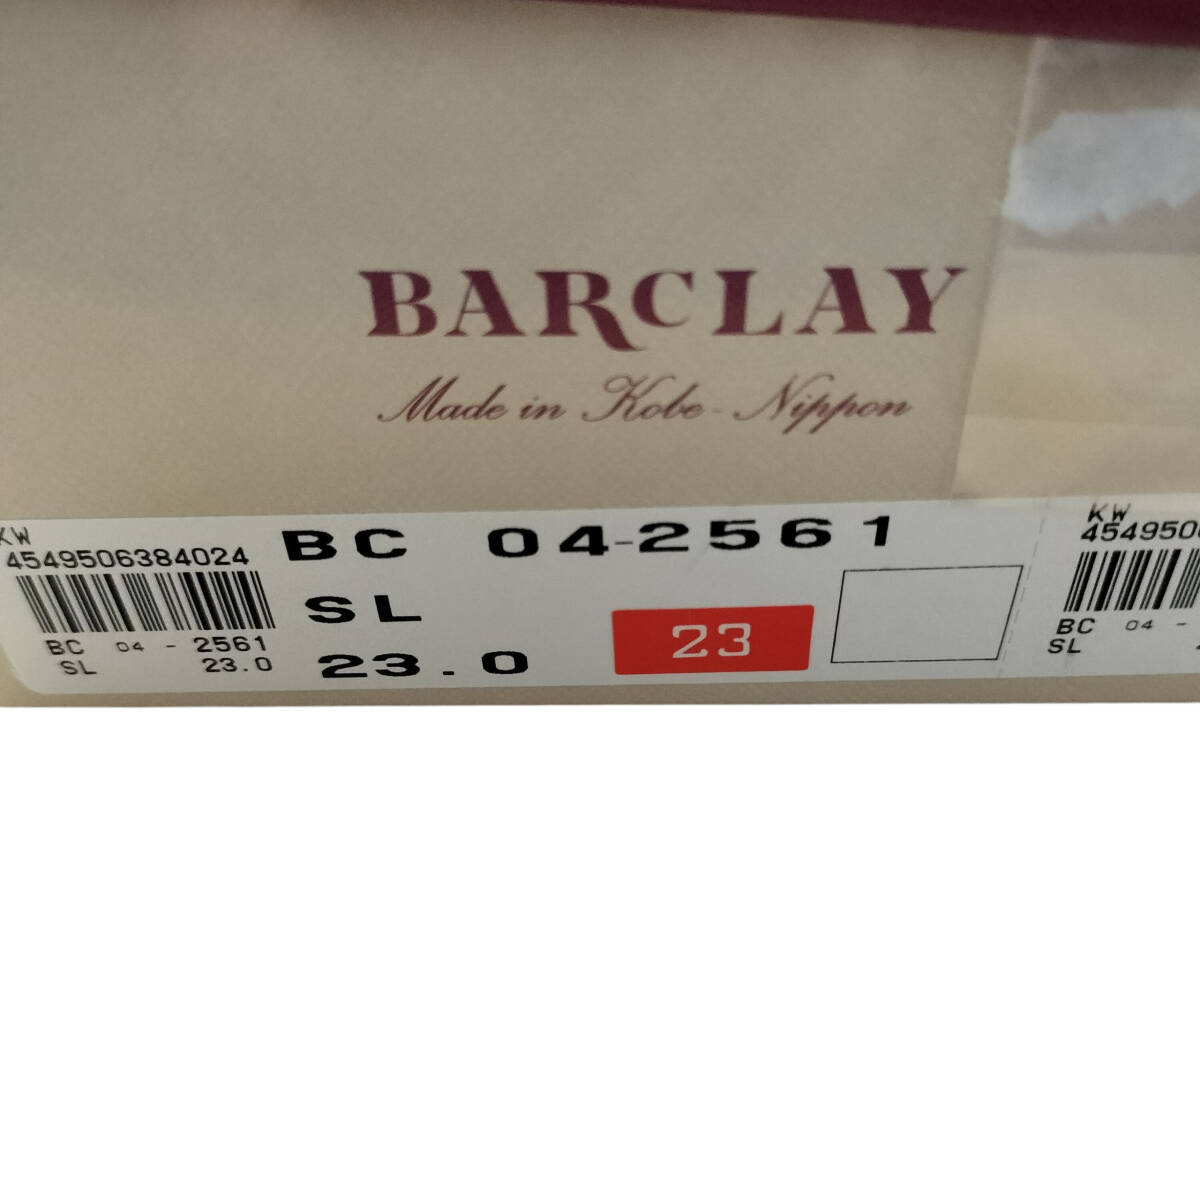 BARCLAY
Made in Kobe-Nippon
KW
4549506384024
BC 04-2561
SL 23.0
BC 04-2561
SL
23.0
23
KW
BC 04 -
SL